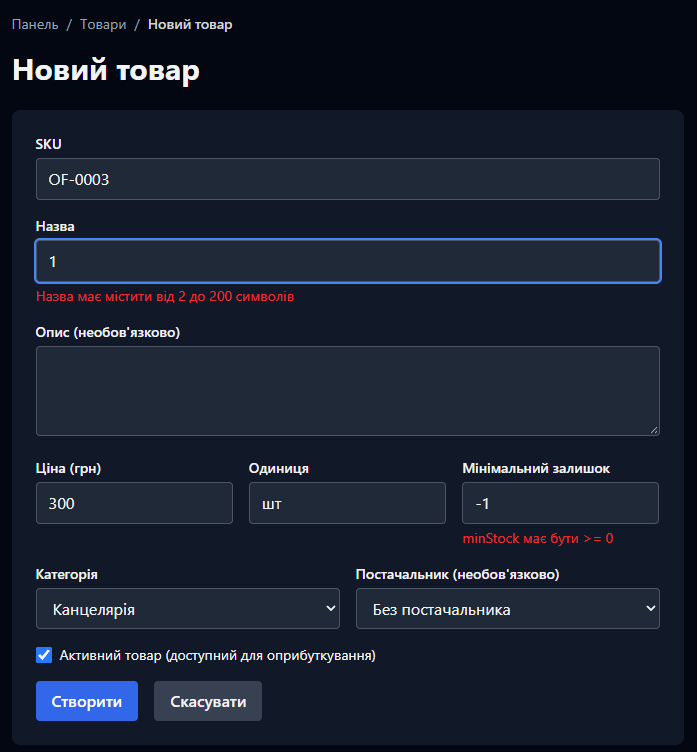 Панель / Товари / Новий товар
Новий товар
SKU
OF-0003
Назва
1
Назва має містити від 2 до 200 символів
Опис (необов'язково)
Ціна (грн) Одиниця Мінімальний залишок
300 шт -1
minStock має бути >= 0
Категорія Постачальник (необов'язково)
Канцелярія Без постачальника
Активний товар (доступний для оприбуткування)
Створити Скасувати